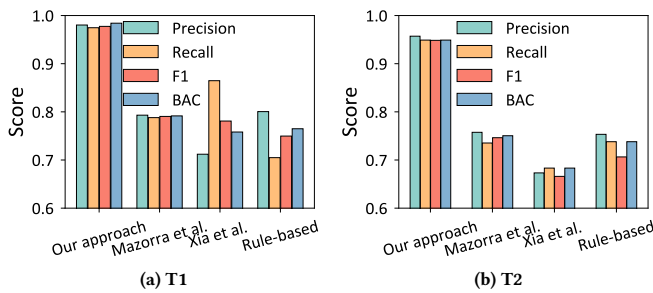 1.0
0.9
0.8
0.7
0.6
Score
Precision
Recall
F1
BAC
Our approach
Mazorra et al.
Xia et al.
Rule-based
(a) T1
1.0
0.9
0.8
0.7
0.6
Score
Precision
Recall
F1
BAC
Our approach
Mazorra et al.
Xia et al.
Rule-based
(b) T2